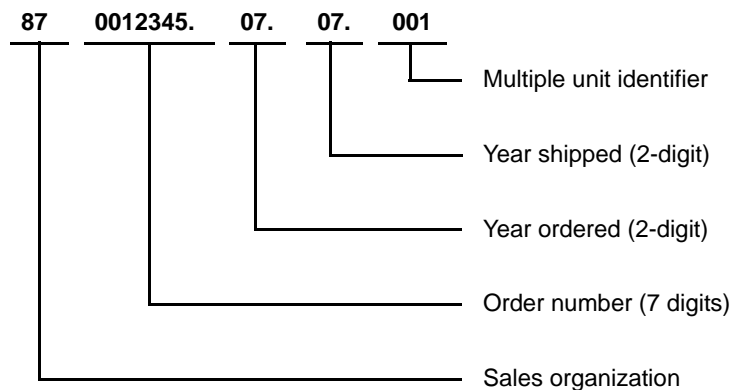 87 0012345. 07. 07. 001
Multiple unit identifier
Year shipped (2-digit)
Year ordered (2-digit)
Order number (7 digits)
Sales organization